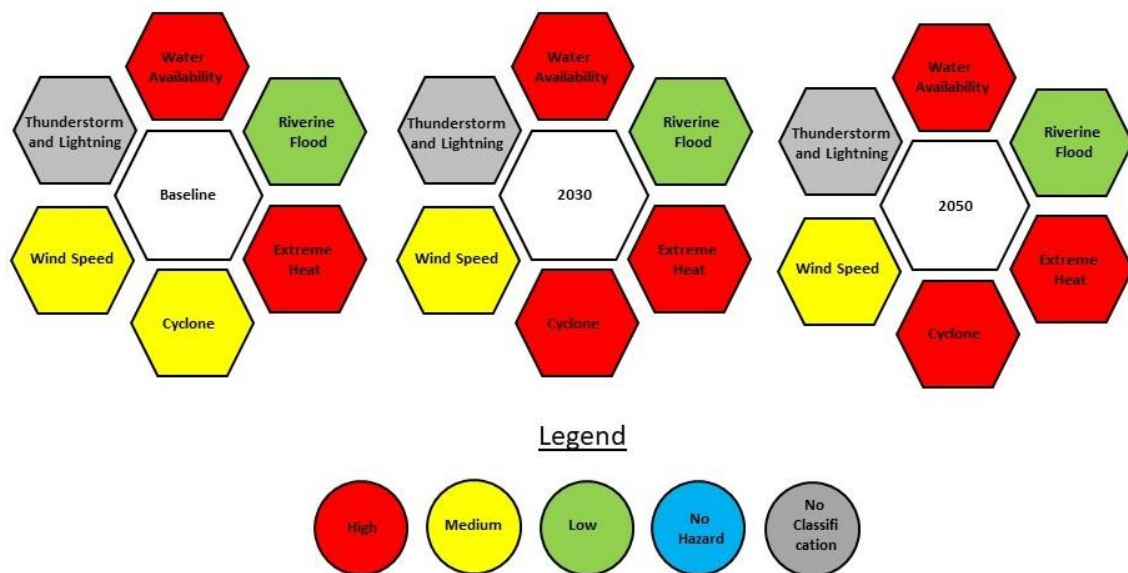 Water
Availability
Thunderstorm
and Lightning
Riverine
Flood
Baseline
Wind Speed
Extreme
Heat
Cyclone
Water
Availability
Thunderstorm
and Lightning
Riverine
Flood
2030
Wind Speed
Extreme
Heat
Cyclone
Water
Availability
Thunderstorm
and Lightning
Riverine
Flood
2050
Wind Speed
Extreme
Heat
Cyclone
Legend
High
Medium
Low
No
Hazard
No
Classifi
cation